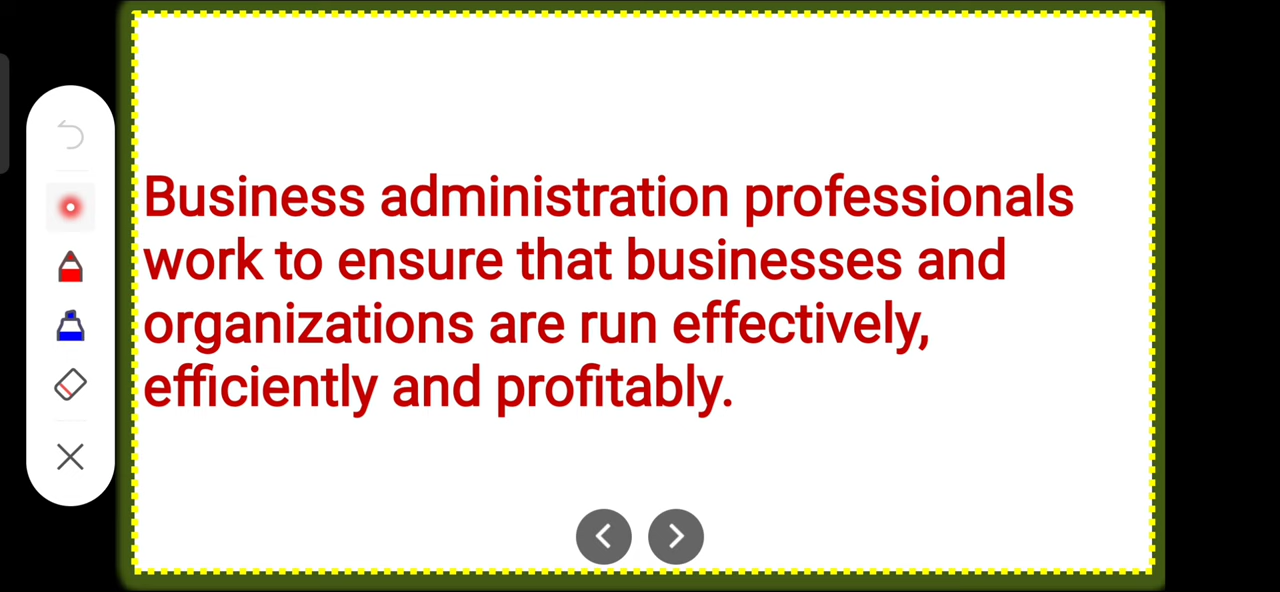 Business administration professionals
work to ensure that businesses and
organizations are run effectively,
efficiently and profitably.